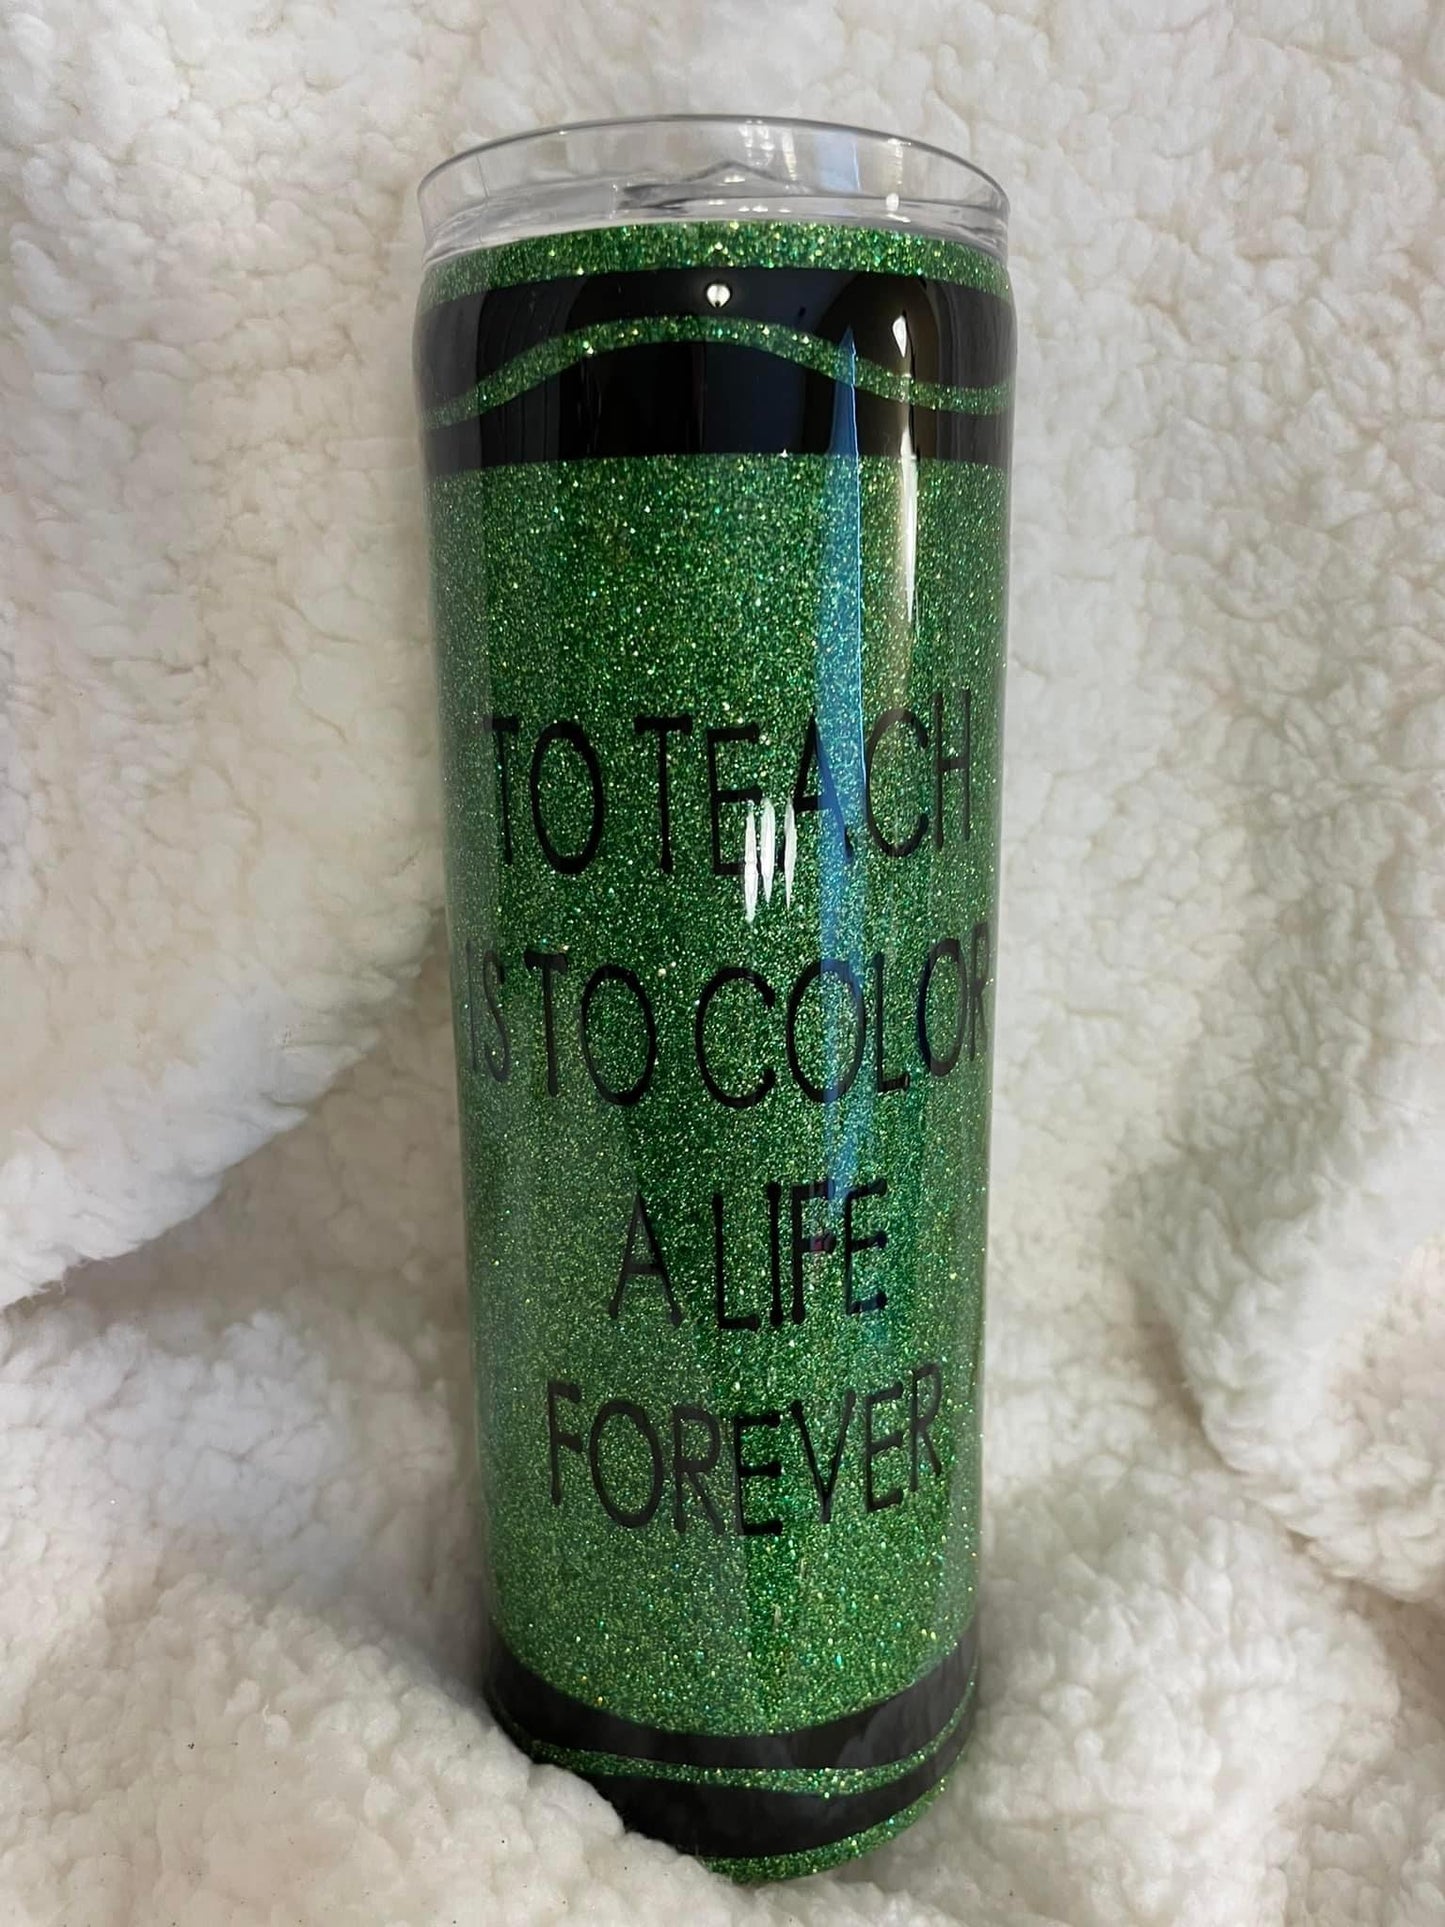 TO TEACH
IS TO COLOR
A LIFE
FOREVER